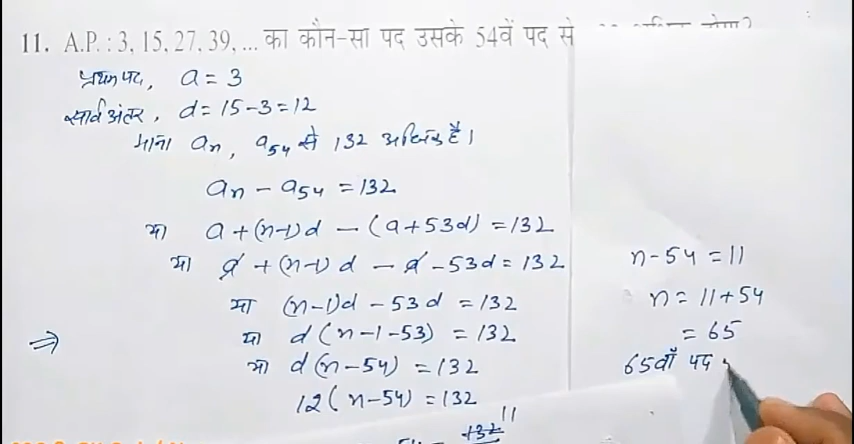 11. A.P. : 3, 15, 27, 39, ... का कौन-सा पद उसके 54वें पद से
प्रथम पद, a = 3
सार्व अंतर, d = 15-3 = 12
माना an, a54 से 132 अधिक है।
an - a54 = 132
या a + (n-1)d - (a+53d) = 132
या a + (n-1)d - a - 53d = 132
या (n-1)d - 53d = 132
⇒ या d(n-1-53) = 132
या d(n-54) = 132
12(n-54) = 132
11
132
n-54 = 11
n = 11+54
= 65
65वाँ पद